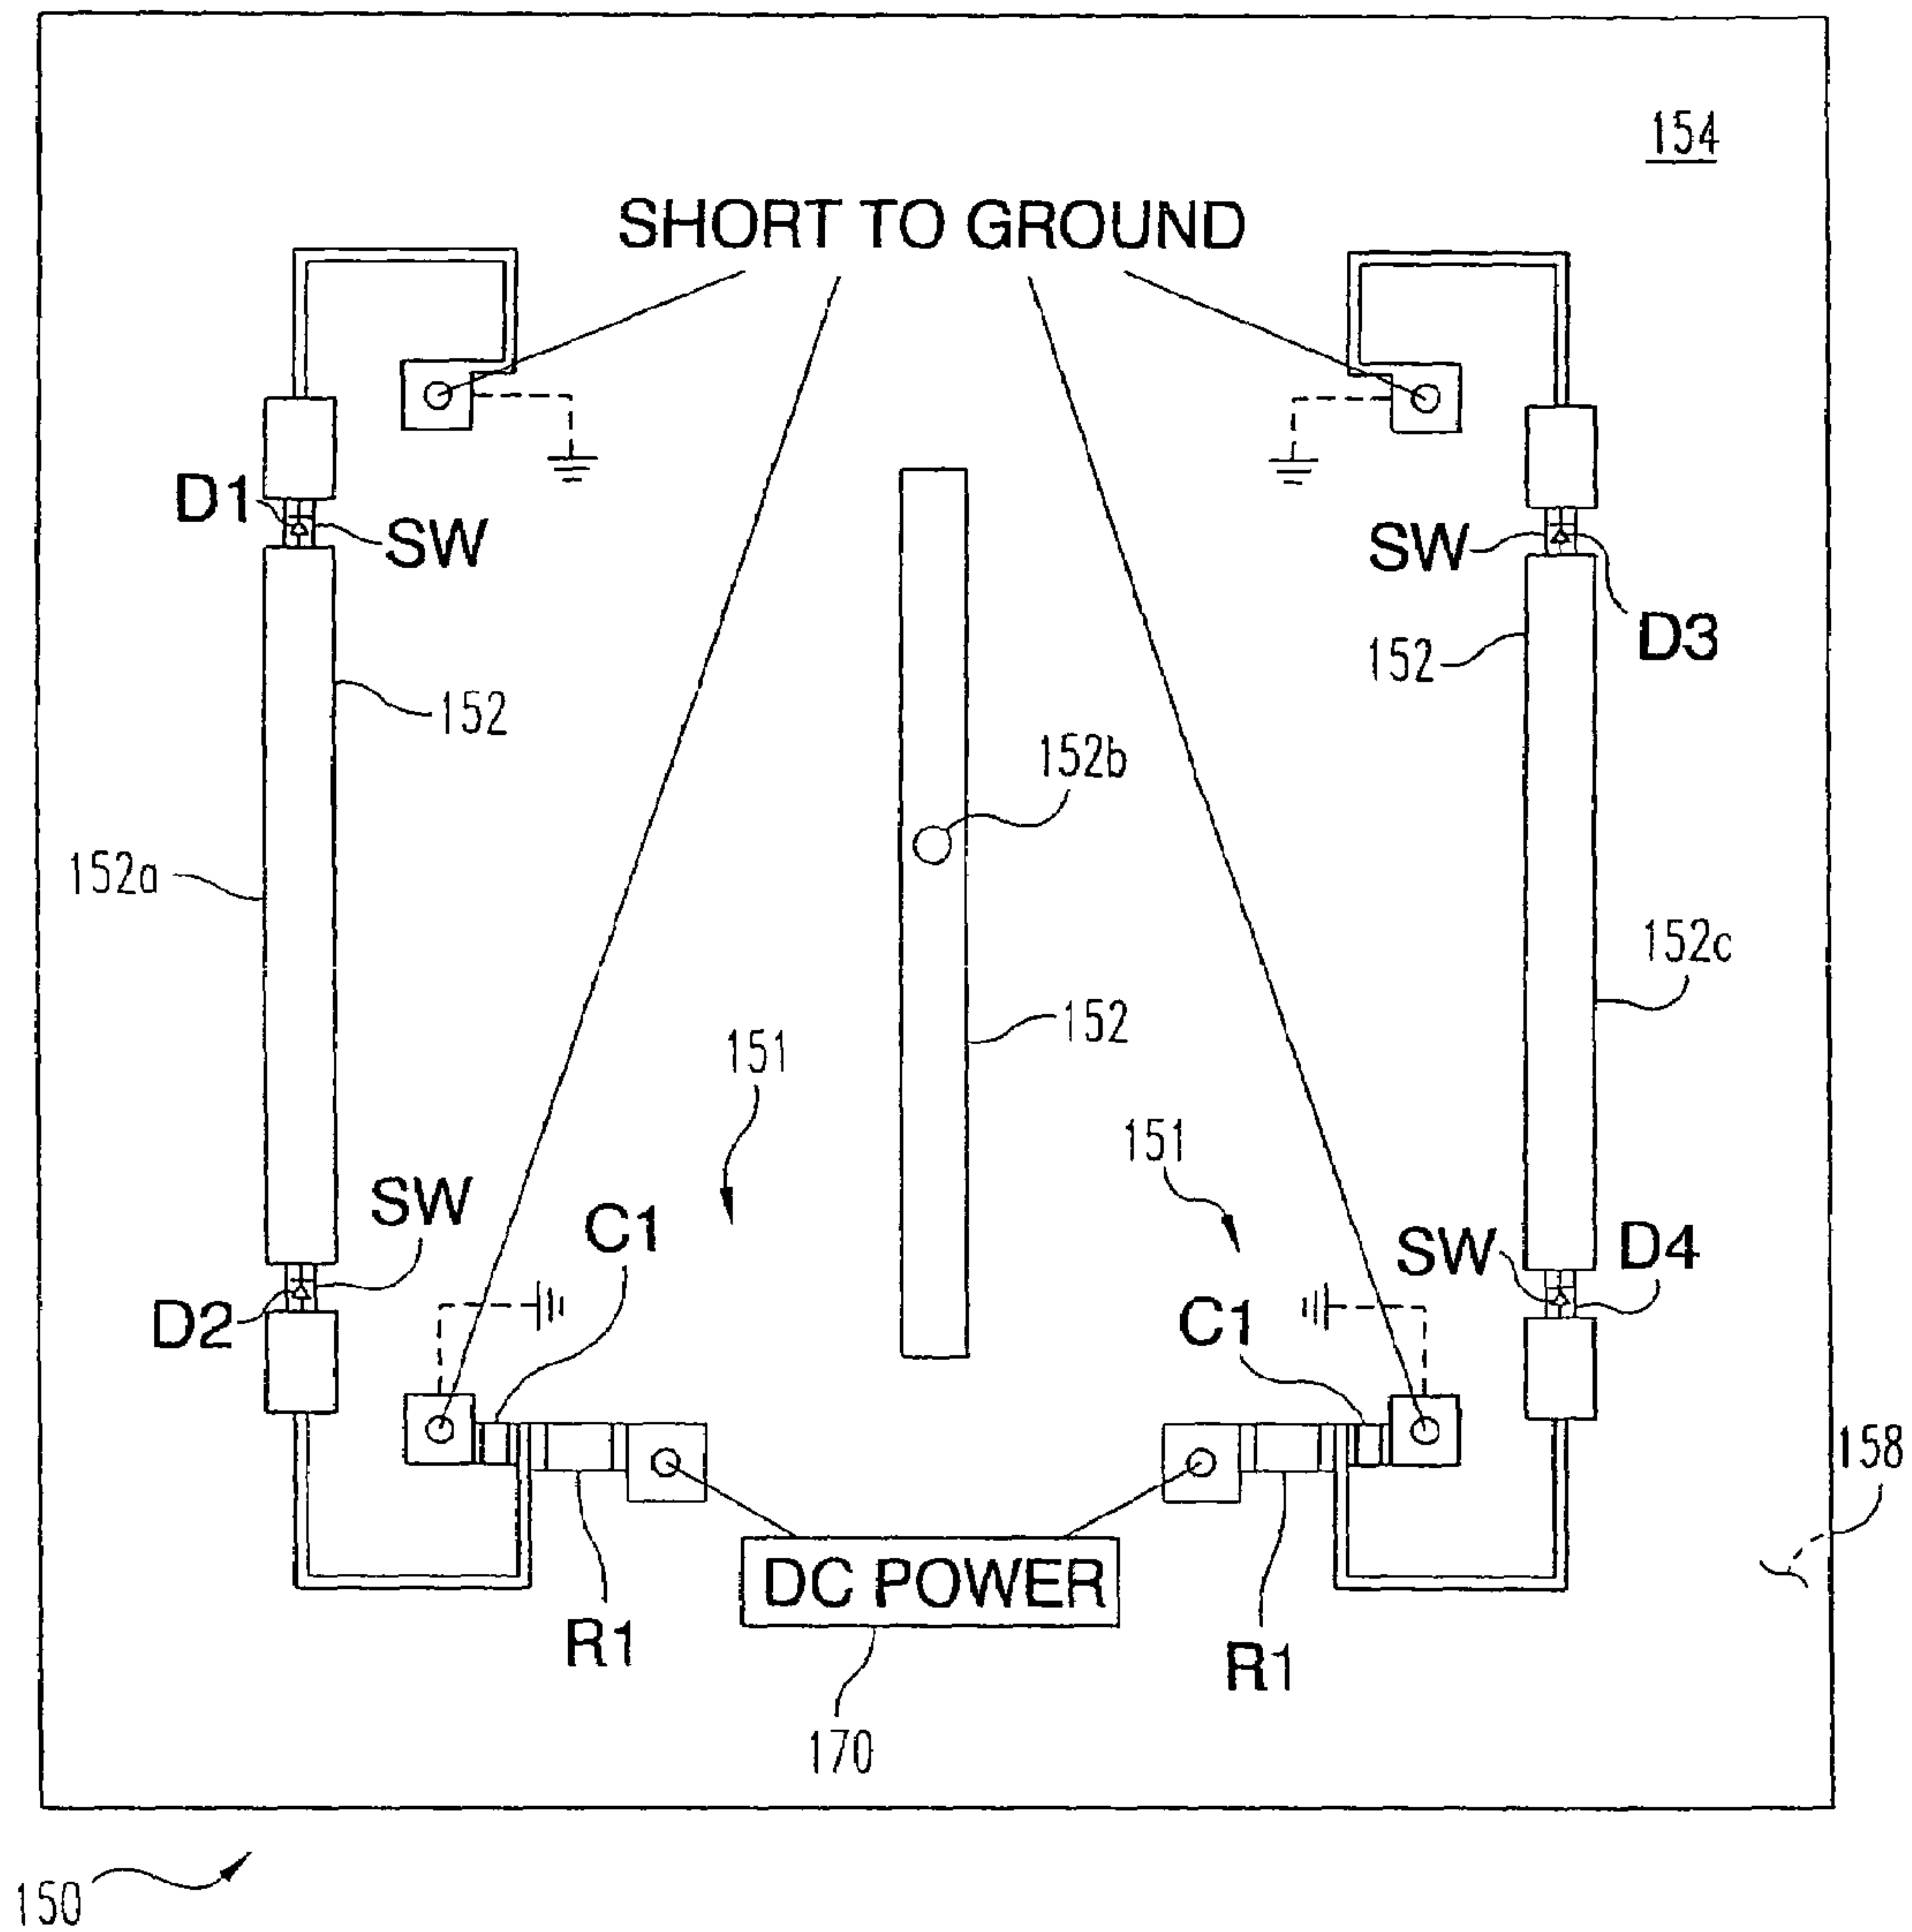 154
SHORT TO GROUND
D1
SW
SW
D3
152
152
152b
152a
152c
152
151
151
SW
C1
SW
D4
D2
C1
158
DC POWER
R1
R1
170
150